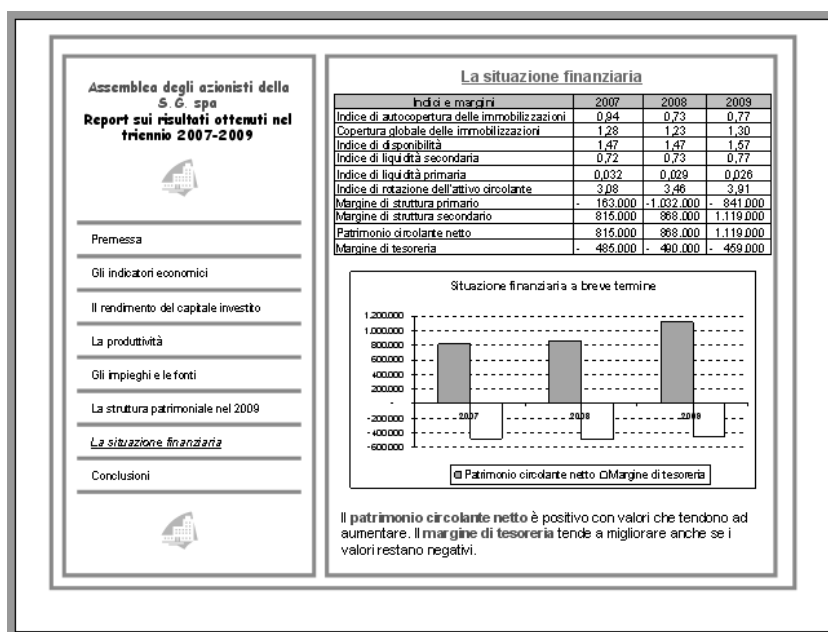 Assemblea degli azionisti della
S.G. spa
Report sui risultati ottenuti nel
triennio 2007-2009
Premessa
Gli indicatori economici
Il rendimento del capitale investito
La produttività
Gli impieghi e le fonti
La struttura patrimoniale nel 2009
La situazione finanziaria
Conclusioni
La situazione finanziaria
Indici e margini 2007 2008 2009
Indice di autocopertura delle immobilizzazioni 0,94 0,73 0,77
Copertura globale delle immobilizzazioni 1,28 1,23 1,30
Indice di disponibilità 1,47 1,47 1,57
Indice di liquidità secondaria 0,72 0,73 0,77
Indice di liquidità primaria 0,032 0,029 0,026
Indice di rotazione dell'attivo circolante 3,08 3,46 3,91
Margine di struttura primario - 163.000 -1.032.000 - 841.000
Margine di struttura secondario 815.000 868.000 1.119.000
Patrimonio circolante netto 815.000 868.000 1.119.000
Margine di tesoreria - 485.000 - 490.000 - 459.000
Situazione finanziaria a breve termine
1.200.000
1.000.000
800.000
600.000
400.000
200.000
-
-200.000
-400.000
-600.000
2007 2008 2009
Patrimonio circolante netto Margine di tesoreria
Il patrimonio circolante netto è positivo con valori che tendono ad
aumentare. Il margine di tesoreria tende a migliorare anche se i
valori restano negativi.